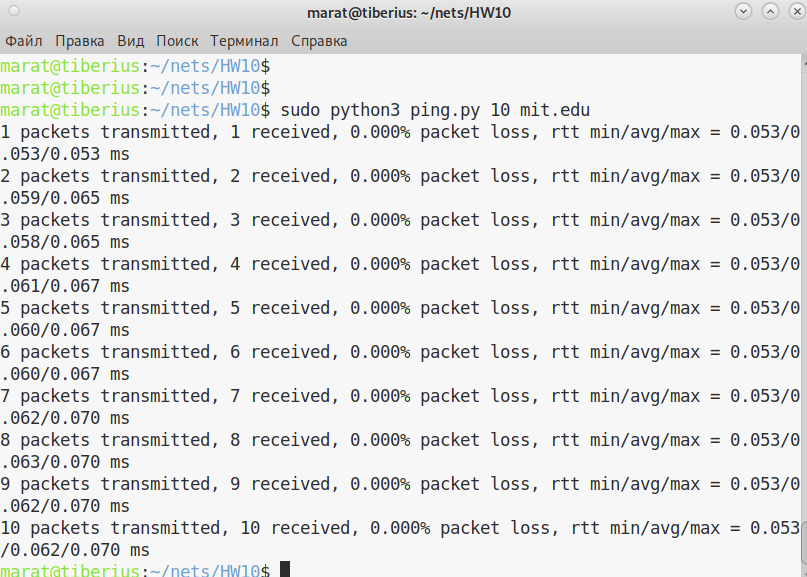 marat@tiberius: ~/nets/HW10
Файл Правка Вид Поиск Терминал Справка
marat@tiberius:~/nets/HW10$
marat@tiberius:~/nets/HW10$
marat@tiberius:~/nets/HW10$ sudo python3 ping.py 10 mit.edu
1 packets transmitted, 1 received, 0.000% packet loss, rtt min/avg/max = 0.053/0
.053/0.053 ms
2 packets transmitted, 2 received, 0.000% packet loss, rtt min/avg/max = 0.053/0
.059/0.065 ms
3 packets transmitted, 3 received, 0.000% packet loss, rtt min/avg/max = 0.053/0
.058/0.065 ms
4 packets transmitted, 4 received, 0.000% packet loss, rtt min/avg/max = 0.053/0
.061/0.067 ms
5 packets transmitted, 5 received, 0.000% packet loss, rtt min/avg/max = 0.053/0
.060/0.067 ms
6 packets transmitted, 6 received, 0.000% packet loss, rtt min/avg/max = 0.053/0
.060/0.067 ms
7 packets transmitted, 7 received, 0.000% packet loss, rtt min/avg/max = 0.053/0
.062/0.070 ms
8 packets transmitted, 8 received, 0.000% packet loss, rtt min/avg/max = 0.053/0
.063/0.070 ms
9 packets transmitted, 9 received, 0.000% packet loss, rtt min/avg/max = 0.053/0
.062/0.070 ms
10 packets transmitted, 10 received, 0.000% packet loss, rtt min/avg/max = 0.053
/0.062/0.070 ms
marat@tiberius:~/nets/HW10$